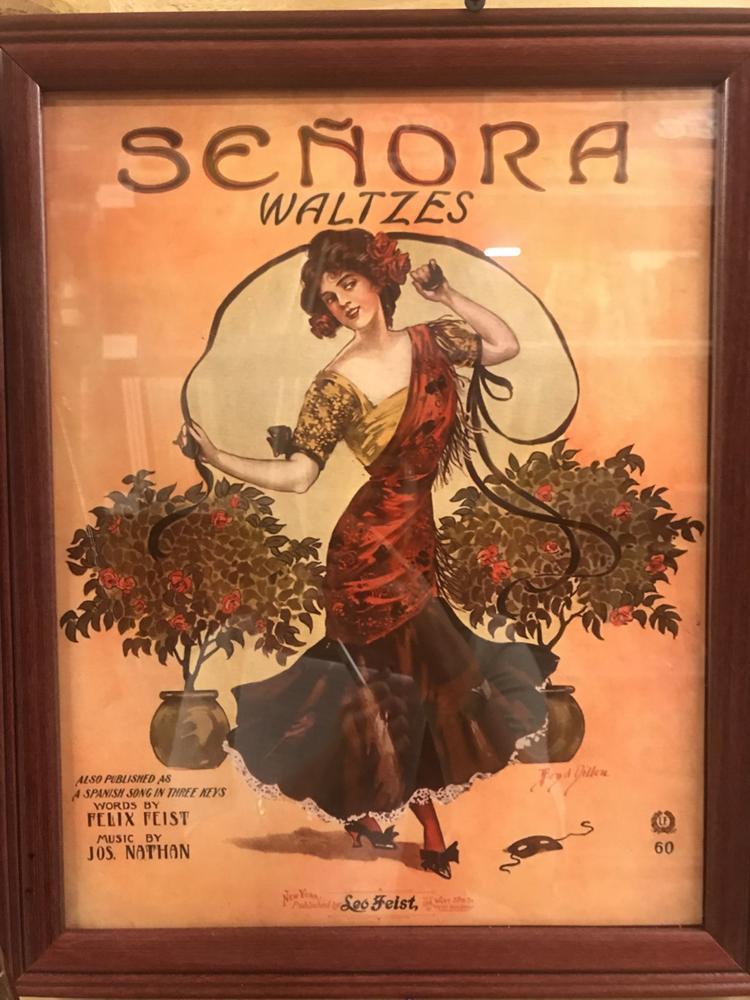 SEÑORA
WALTZES
ALSO PUBLISHED AS
A SPANISH SONG IN THREE KEYS
WORDS BY
FELIX FEIST
MUSIC BY
JOS. NATHAN
60
New York
Published by Leo Feist,